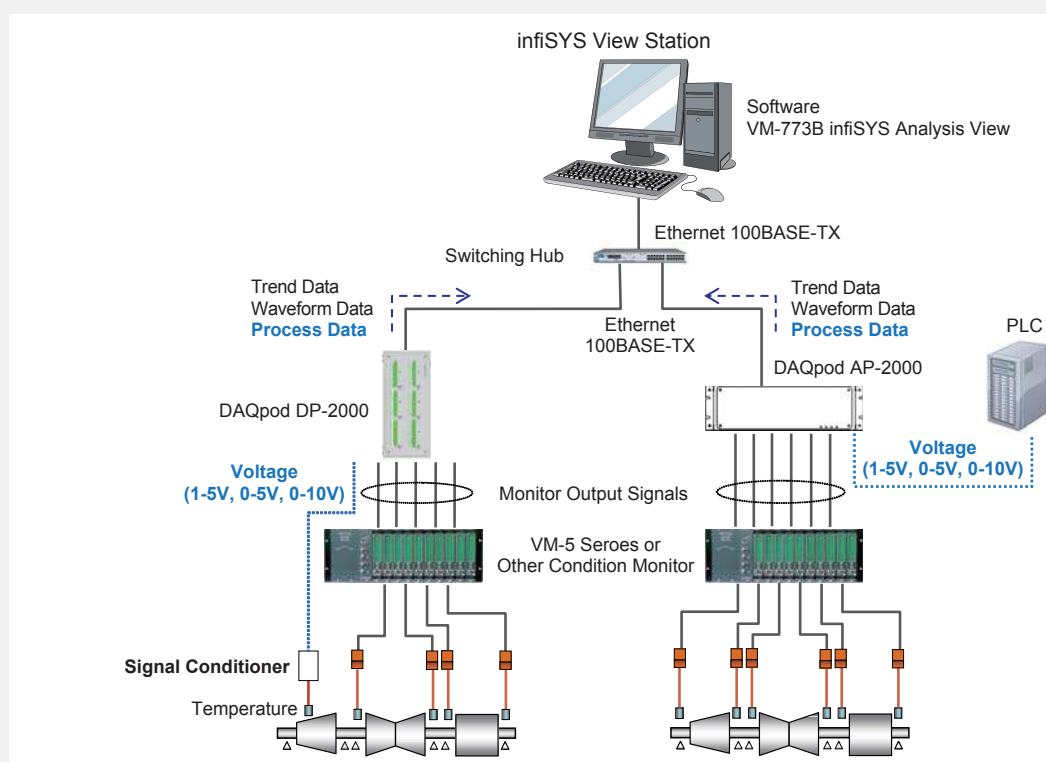 infiSYS View Station
Software
VM-773B infiSYS Analysis View
Ethernet 100BASE-TX
Switching Hub
Trend Data
Waveform Data
Process Data
Trend Data
Waveform Data
Process Data
Ethernet
100BASE-TX
PLC
DAQpod AP-2000
DAQpod DP-2000
Voltage
(1-5V, 0-5V, 0-10V)
Voltage
(1-5V, 0-5V, 0-10V)
Monitor Output Signals
VM-5 Seroes or
Other Condition Monitor
Signal Conditioner
Temperature